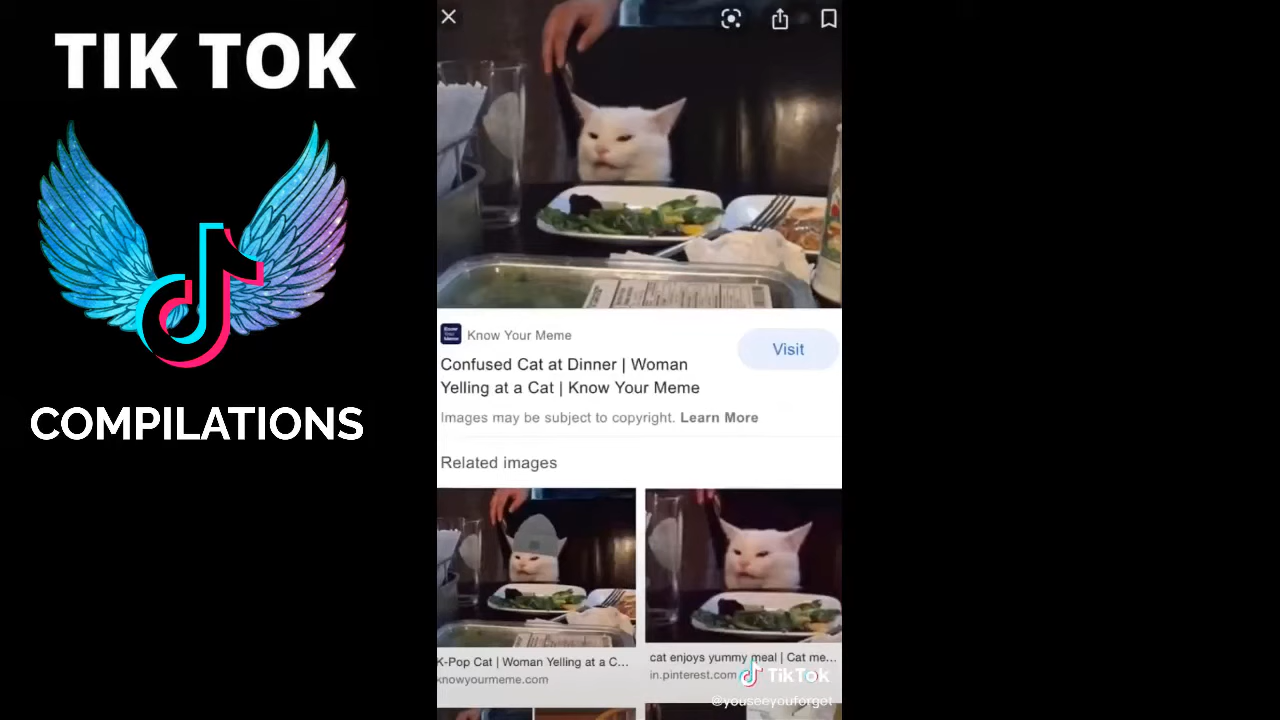 TIK TOK
COMPILATIONS
Know Your Meme
Confused Cat at Dinner | Woman
Yelling at a Cat | Know Your Meme
Visit
Images may be subject to copyright. Learn More
Related images
K-Pop Cat | Woman Yelling at a C...
knowyourmeme.com
cat enjoys yummy meal | Cat me...
in.pinterest.com
TikTok
@youseeyouforget